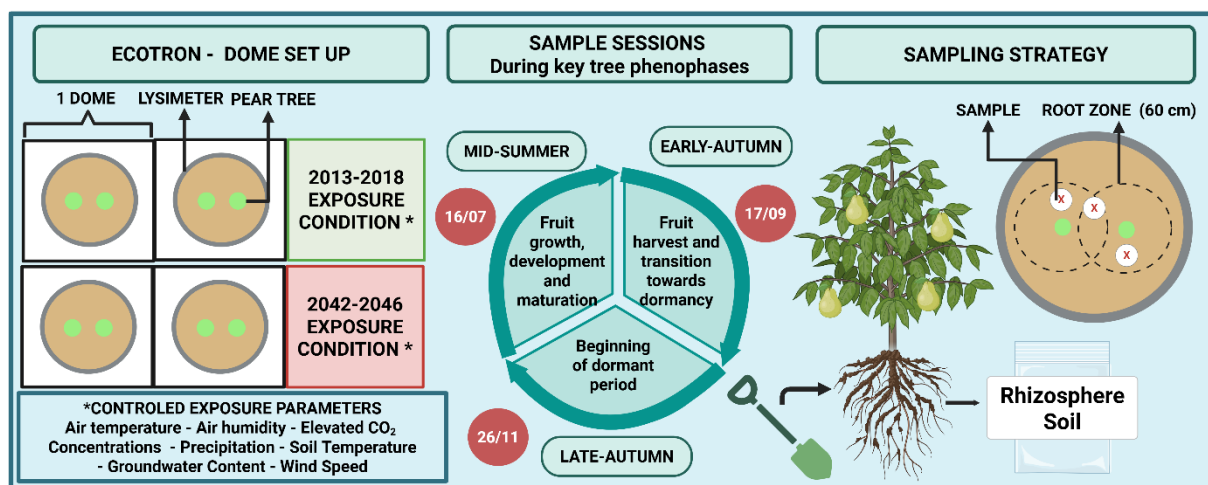 ECOTRON - DOME SET UP
1 DOME
LYSIMETER
PEAR TREE
2013-2018
EXPOSURE
CONDITION *
2042-2046
EXPOSURE
CONDITION *
*CONTROLED EXPOSURE PARAMETERS
Air temperature - Air humidity - Elevated CO₂
Concentrations - Precipitation - Soil Temperature
- Groundwater Content - Wind Speed
SAMPLE SESSIONS
During key tree phenophases
MID-SUMMER
EARLY-AUTUMN
16/07
17/09
Fruit
growth,
development
and
maturation
Fruit
harvest and
transition
towards
dormancy
Beginning
of dormant
period
26/11
LATE-AUTUMN
SAMPLING STRATEGY
SAMPLE
ROOT ZONE (60 cm)
X
X
X
Rhizosphere
Soil